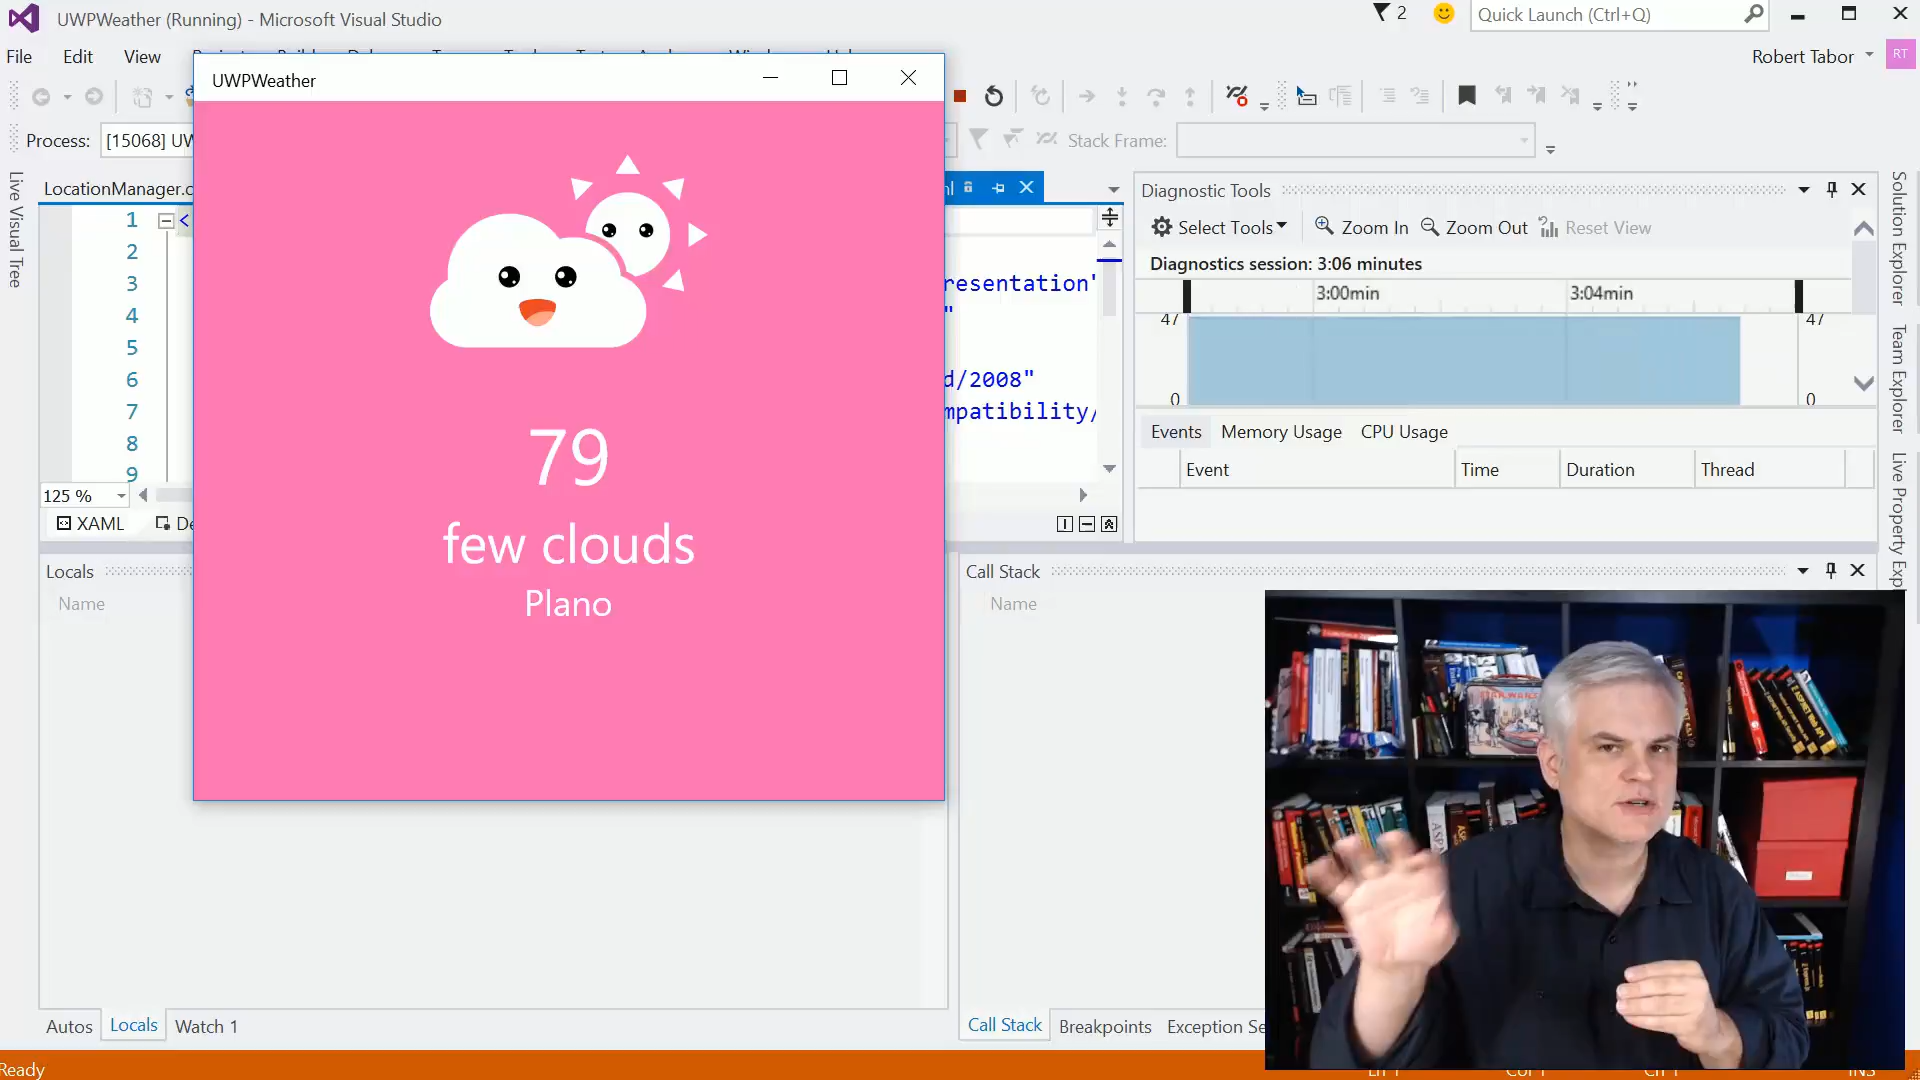 UWPWeather (Running) - Microsoft Visual Studio
2
Quick Launch (Ctrl+Q)
File Edit View
Robert Tabor RT
UWPWeather
Process: [15068] UW
Stack Frame:
LocationManager.c
Live Visual Tree
1 <
2
3 resentation"
4 "
5
6 d/2008"
7 mpatibility/
8
9
125 %
XAML De
Diagnostic Tools
Select Tools Zoom In Zoom Out Reset View
Diagnostics session: 3:06 minutes
3:00min 3:04min
47 47
0 0
Events Memory Usage CPU Usage
Event Time Duration Thread
Solution Explorer
Team Explorer
Live Property Exp
79
few clouds
Plano
Locals
Name
Call Stack
Name
STAR WARS
Autos Locals Watch 1
Call Stack Breakpoints Exception Se
Ready
INS